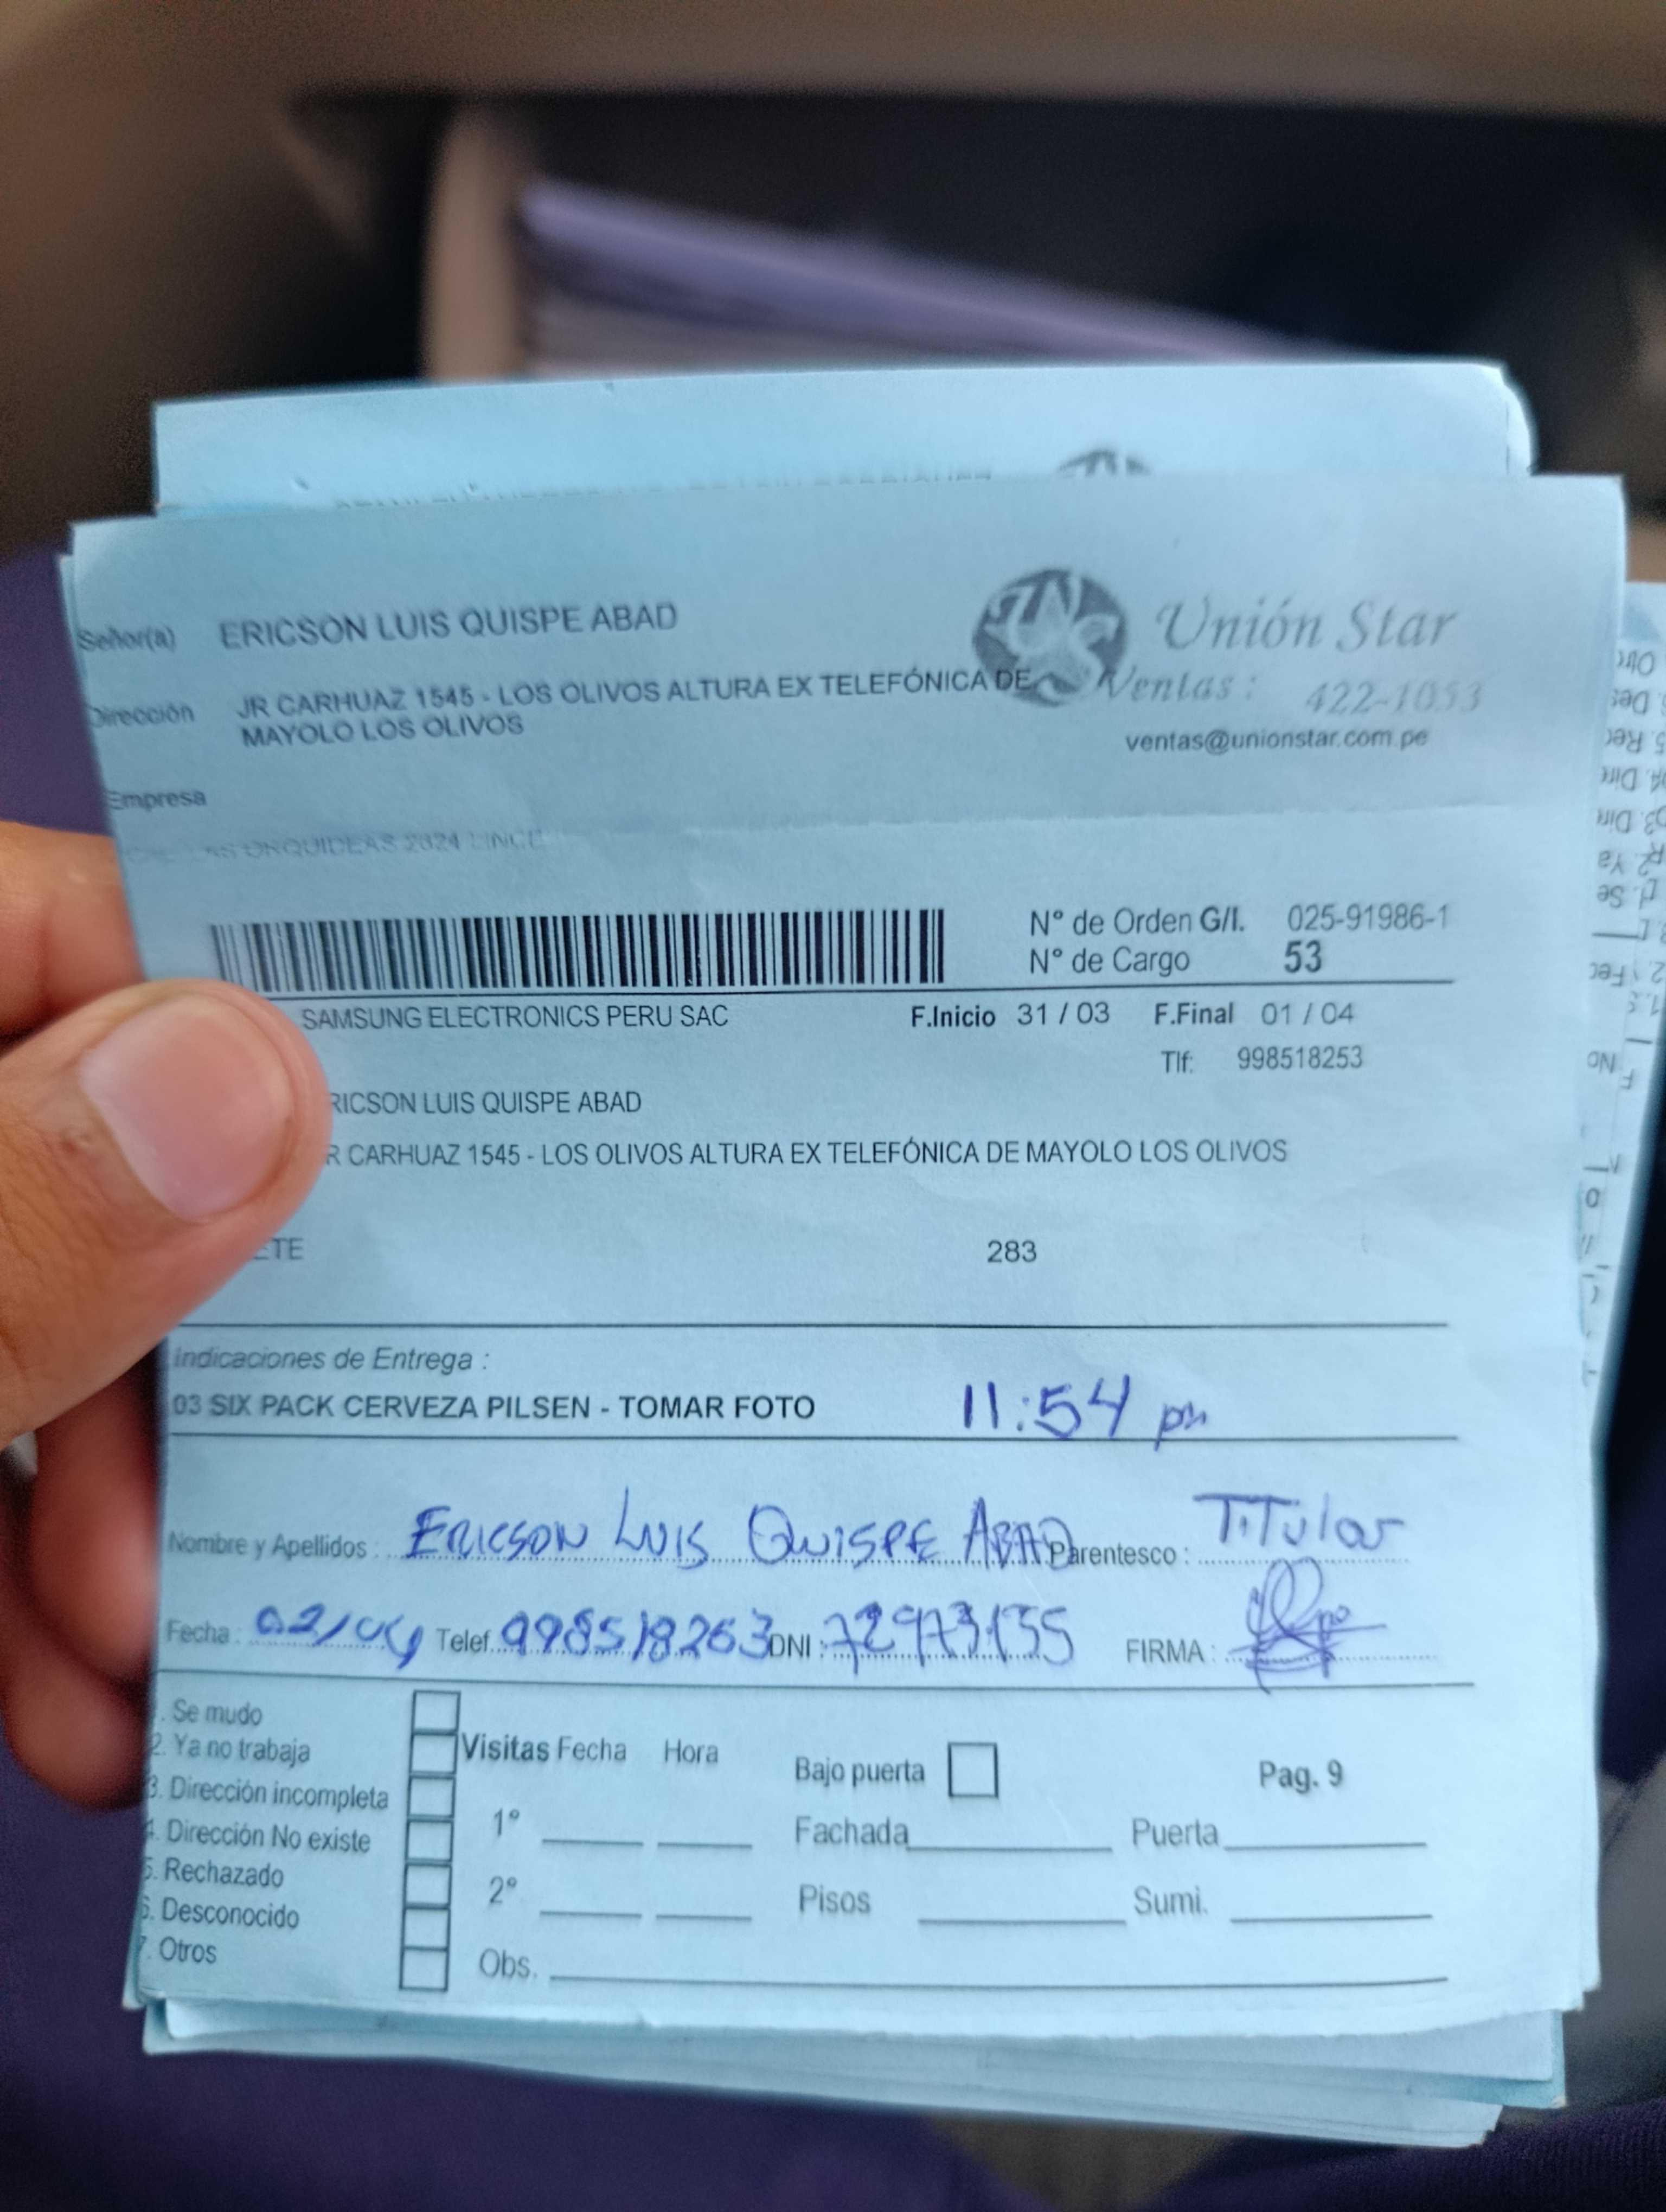 Señor(a) ERICSON LUIS QUISPE ABAD
Unión Star
Dirección JR CARHUAZ 1545 - LOS OLIVOS ALTURA EX TELEFÓNICA DE
MAYOLO LOS OLIVOS
Ventas: 422-1053
ventas@unionstar.com.pe
Empresa
ORQUIDEAS 2624 LINCE
N° de Orden G/I. 025-91986-1
N° de Cargo 53
SAMSUNG ELECTRONICS PERU SAC F.Inicio 31 / 03 F.Final 01 / 04
Tlf: 998518253
RICSON LUIS QUISPE ABAD
R CARHUAZ 1545 - LOS OLIVOS ALTURA EX TELEFÓNICA DE MAYOLO LOS OLIVOS
ETE 283
Indicaciones de Entrega :
03 SIX PACK CERVEZA PILSEN - TOMAR FOTO 11:54 pm
Nombre y Apellidos : ERICSON LUIS QUISPE ABAD Parentesco : TiTular
Fecha : 02/04 Telef. 998518263 DNI : 72973135 FIRMA :
. Se mudo
2. Ya no trabaja
3. Dirección incompleta
4. Dirección No existe
5. Rechazado
6. Desconocido
7. Otros
Visitas Fecha Hora
1°
2°
Obs.
Bajo puerta
Fachada
Pisos
Pag. 9
Puerta
Sumi.